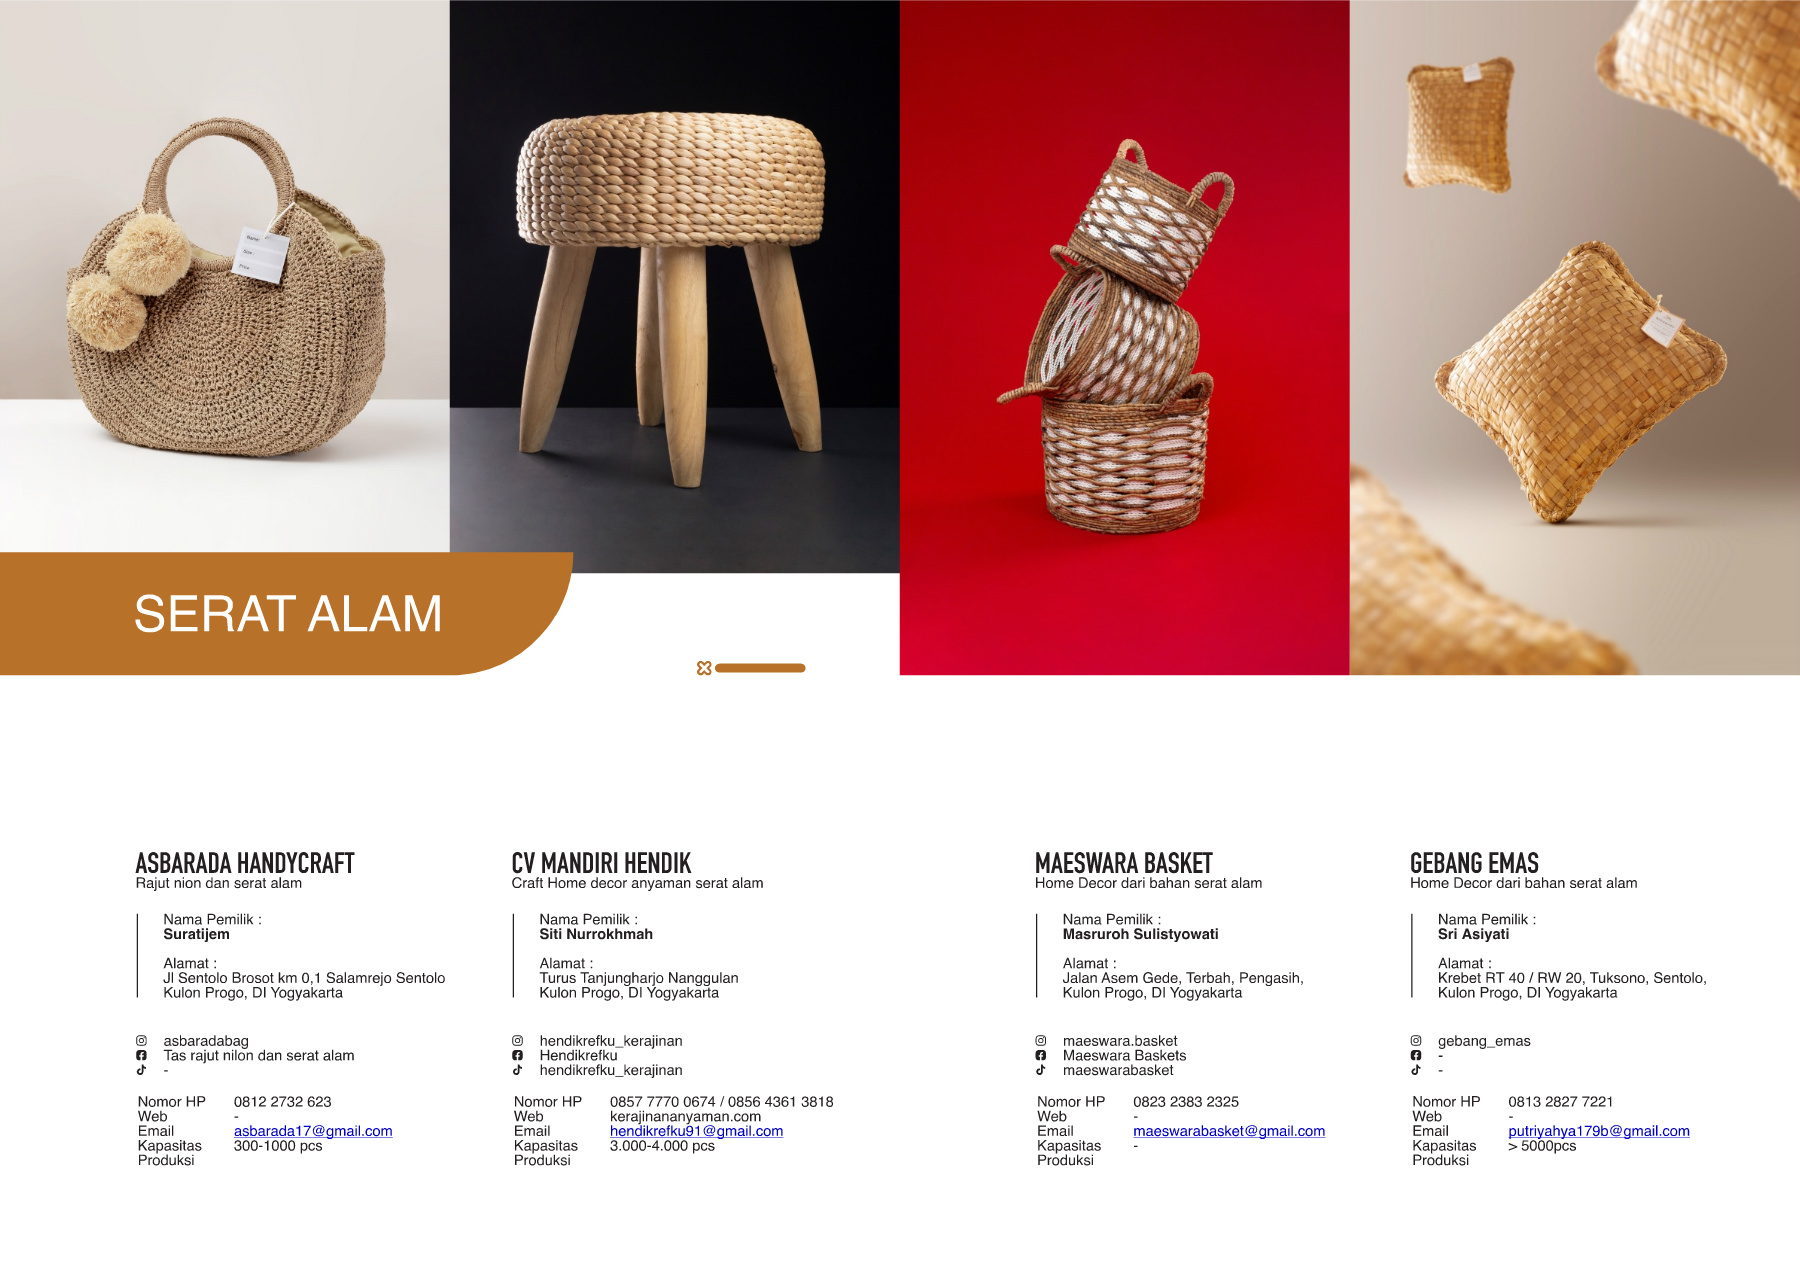 Name:
Size:
Price:
SERAT ALAM
ASBARADA HANDYCRAFT
Rajut nion dan serat alam
Nama Pemilik :
Suratijem
Alamat :
Jl Sentolo Brosot km 0,1 Salamrejo Sentolo
Kulon Progo, DI Yogyakarta
asbaradabag
Tas rajut nilon dan serat alam
-
Nomor HP 0812 2732 623
Web -
Email asbarada17@gmail.com
Kapasitas 300-1000 pcs
Produksi
CV MANDIRI HENDIK
Craft Home decor anyaman serat alam
Nama Pemilik :
Siti Nurrokhmah
Alamat :
Turus Tanjungharjo Nanggulan
Kulon Progo, DI Yogyakarta
hendikrefku_kerajinan
Hendikrefku
hendikrefku_kerajinan
Nomor HP 0857 7770 0674 / 0856 4361 3818
Web kerajinananyaman.com
Email hendikrefku91@gmail.com
Kapasitas 3.000-4.000 pcs
Produksi
MAESWARA BASKET
Home Decor dari bahan serat alam
Nama Pemilik :
Masruroh Sulistyowati
Alamat :
Jalan Asem Gede, Terbah, Pengasih,
Kulon Progo, DI Yogyakarta
maeswara.basket
Maeswara Baskets
maeswarabasket
Nomor HP 0823 2383 2325
Web -
Email maeswarabasket@gmail.com
Kapasitas -
Produksi
GEBANG EMAS
Home Decor dari bahan serat alam
Nama Pemilik :
Sri Asiyati
Alamat :
Krebet RT 40 / RW 20, Tuksono, Sentolo,
Kulon Progo, DI Yogyakarta
gebang_emas
-
-
Nomor HP 0813 2827 7221
Web -
Email putriyahya179b@gmail.com
Kapasitas > 5000pcs
Produksi